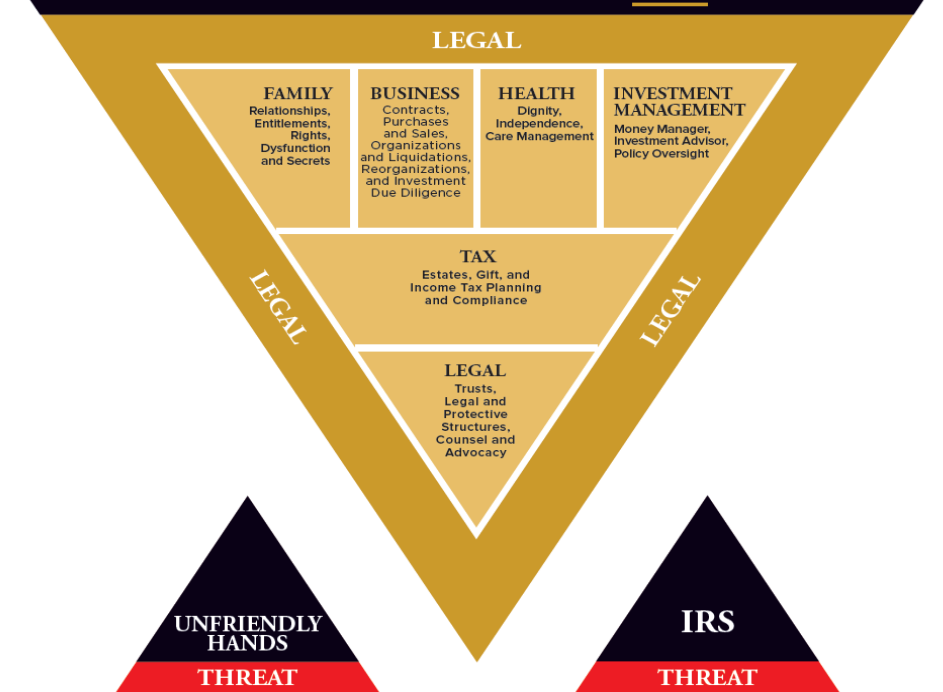 LEGAL
FAMILY
Relationships,
Entitlements,
Rights,
Dysfunction
and Secrets
BUSINESS
Contracts,
Purchases
and Sales,
Organizations
and Liquidations,
Reorganizations,
and Investment
Due Diligence
HEALTH
Dignity,
Independence,
Care Management
INVESTMENT
MANAGEMENT
Money Manager,
Investment Advisor,
Policy Oversight
TAX
Estates, Gift, and
Income Tax Planning
and Compliance
LEGAL
LEGAL
LEGAL
Trusts,
Legal and
Protective
Structures,
Counsel and
Advocacy
UNFRIENDLY
HANDS
THREAT
IRS
THREAT